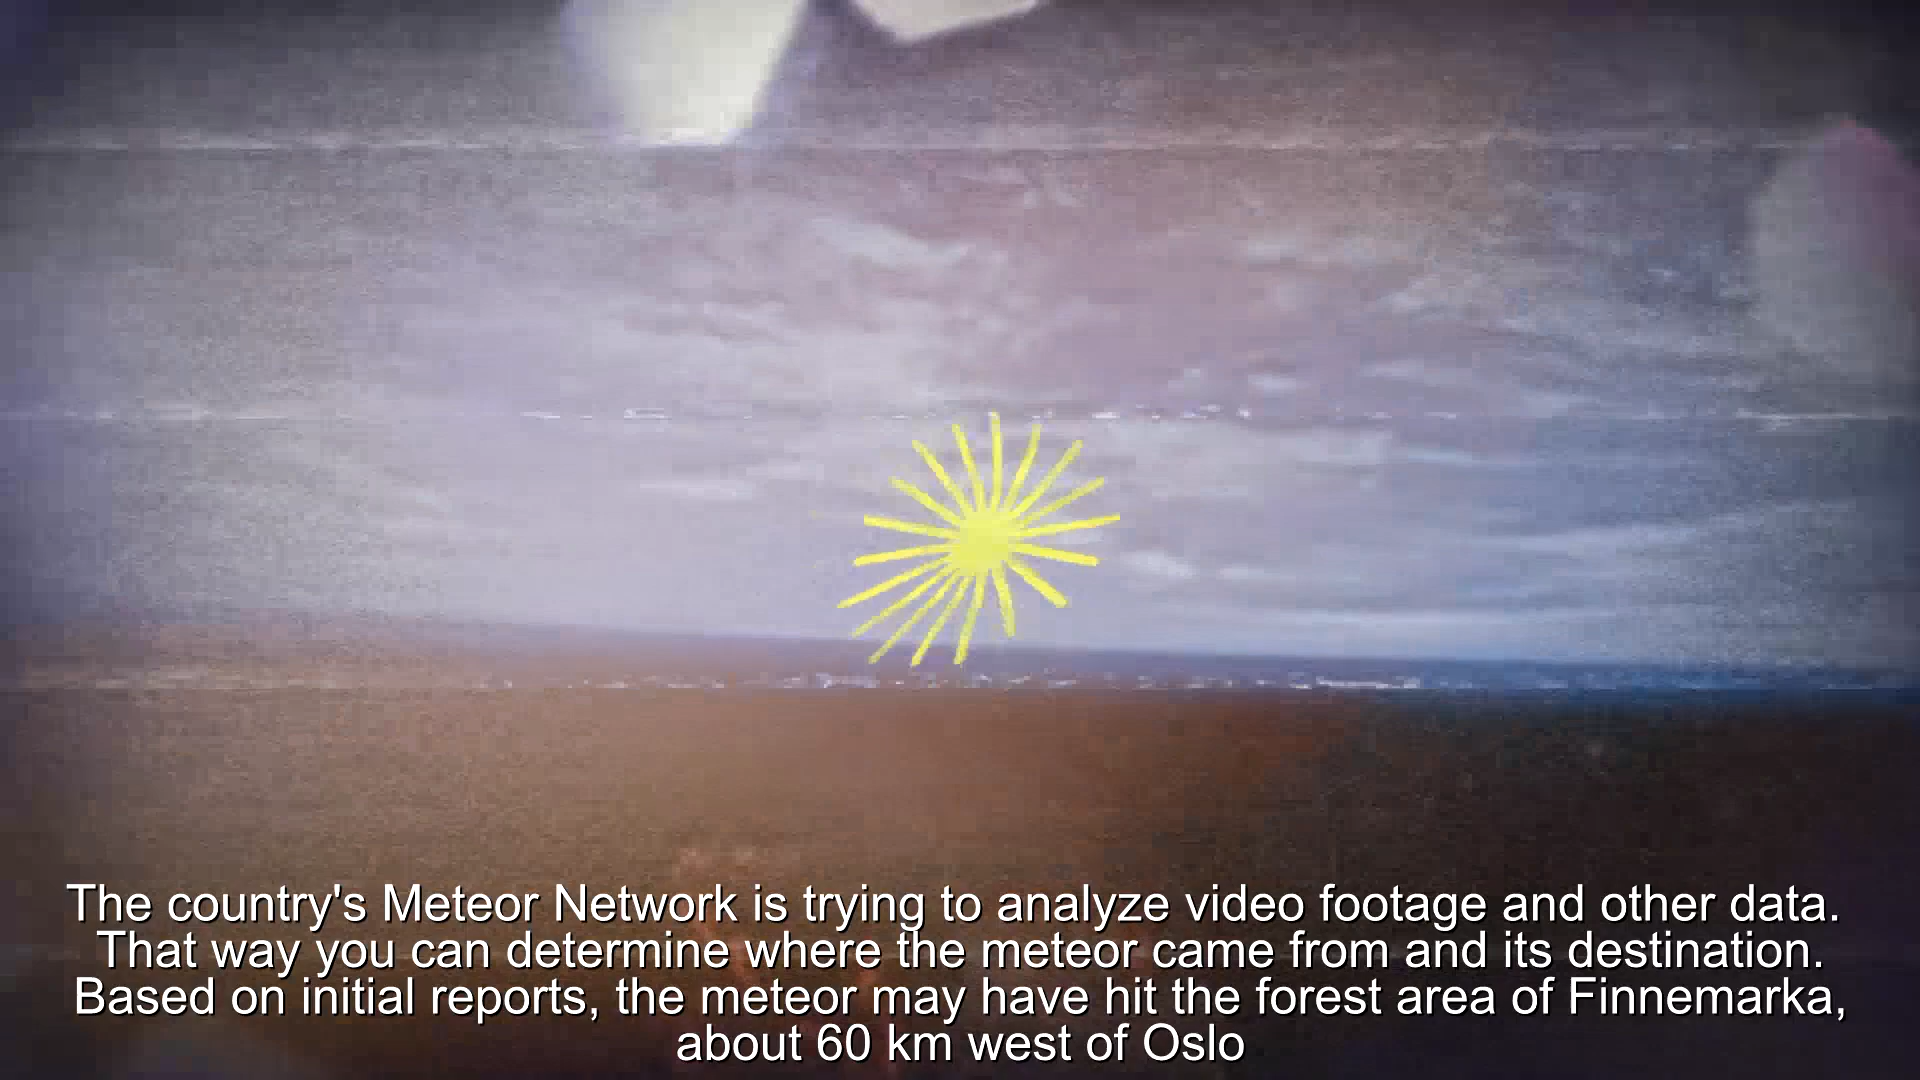 The country's Meteor Network is trying to analyze video footage and other data.
That way you can determine where the meteor came from and its destination.
Based on initial reports, the meteor may have hit the forest area of Finnemarka,
about 60 km west of Oslo